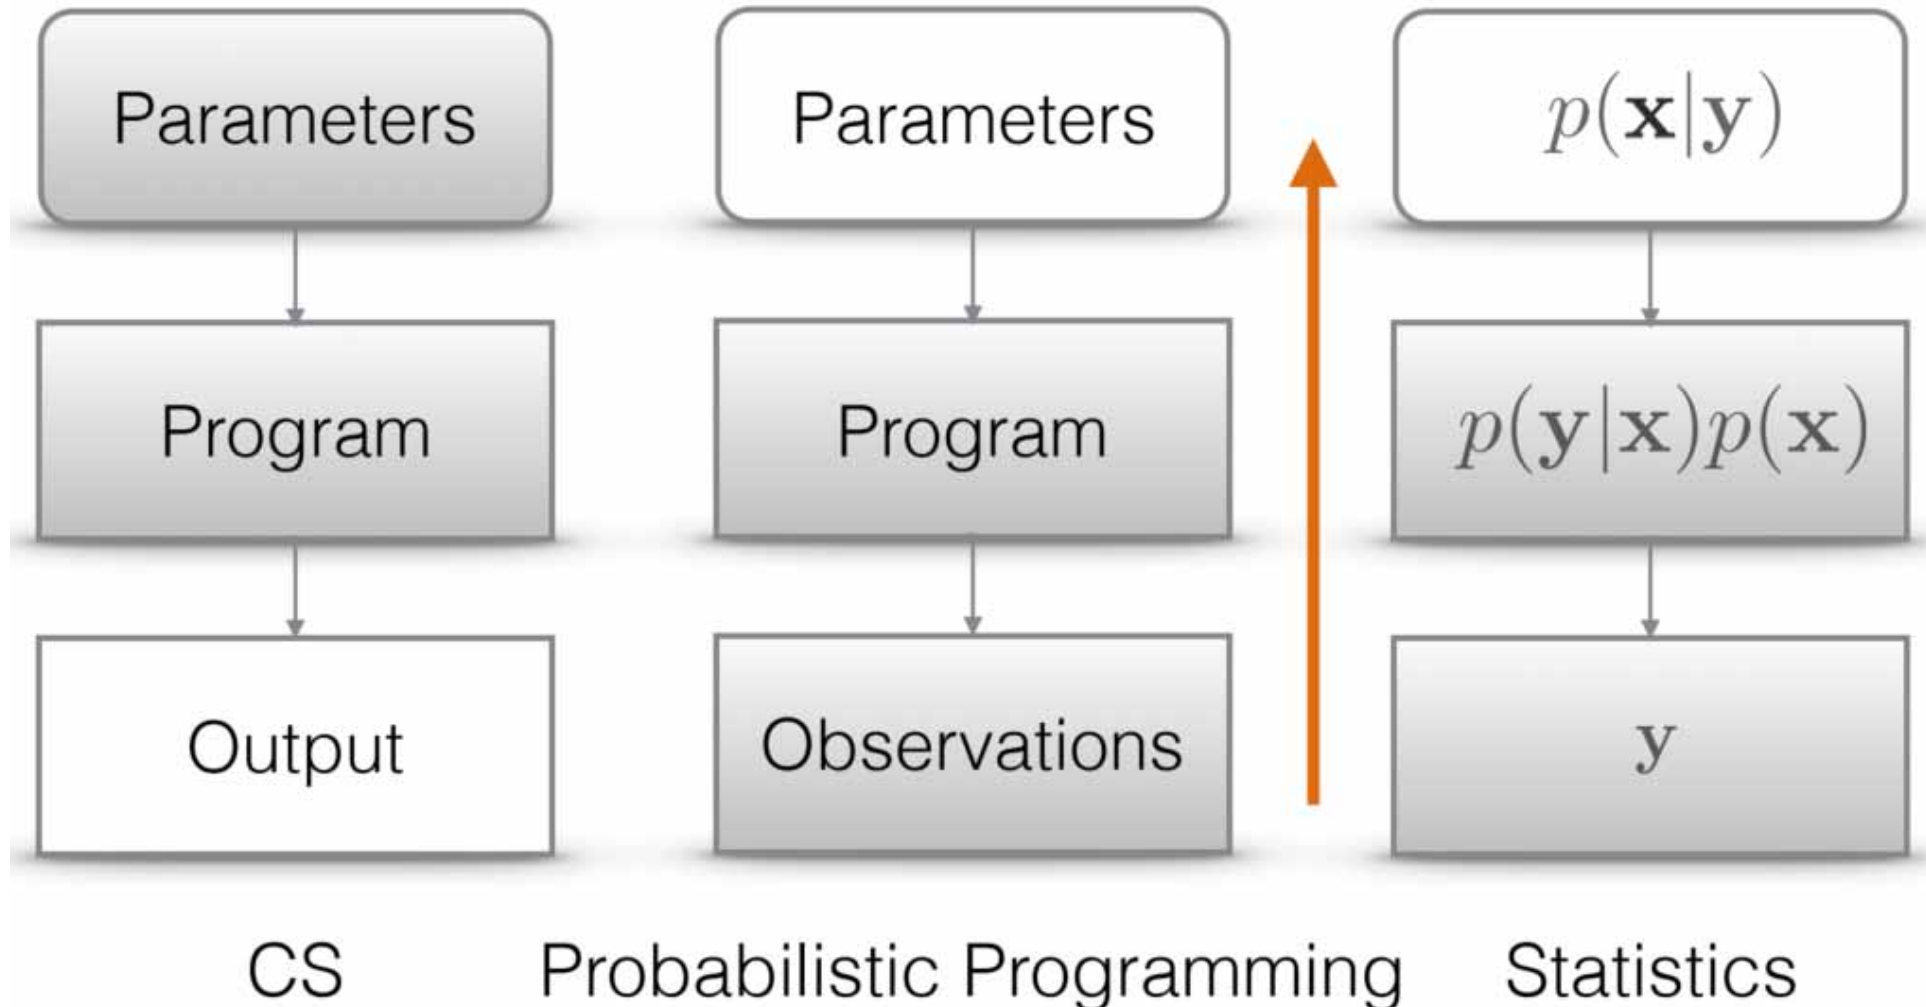 Parameters
Parameters
p(x|y)
Program
Program
p(y|x)p(x)
Output
Observations
y
CS
Probabilistic Programming
Statistics